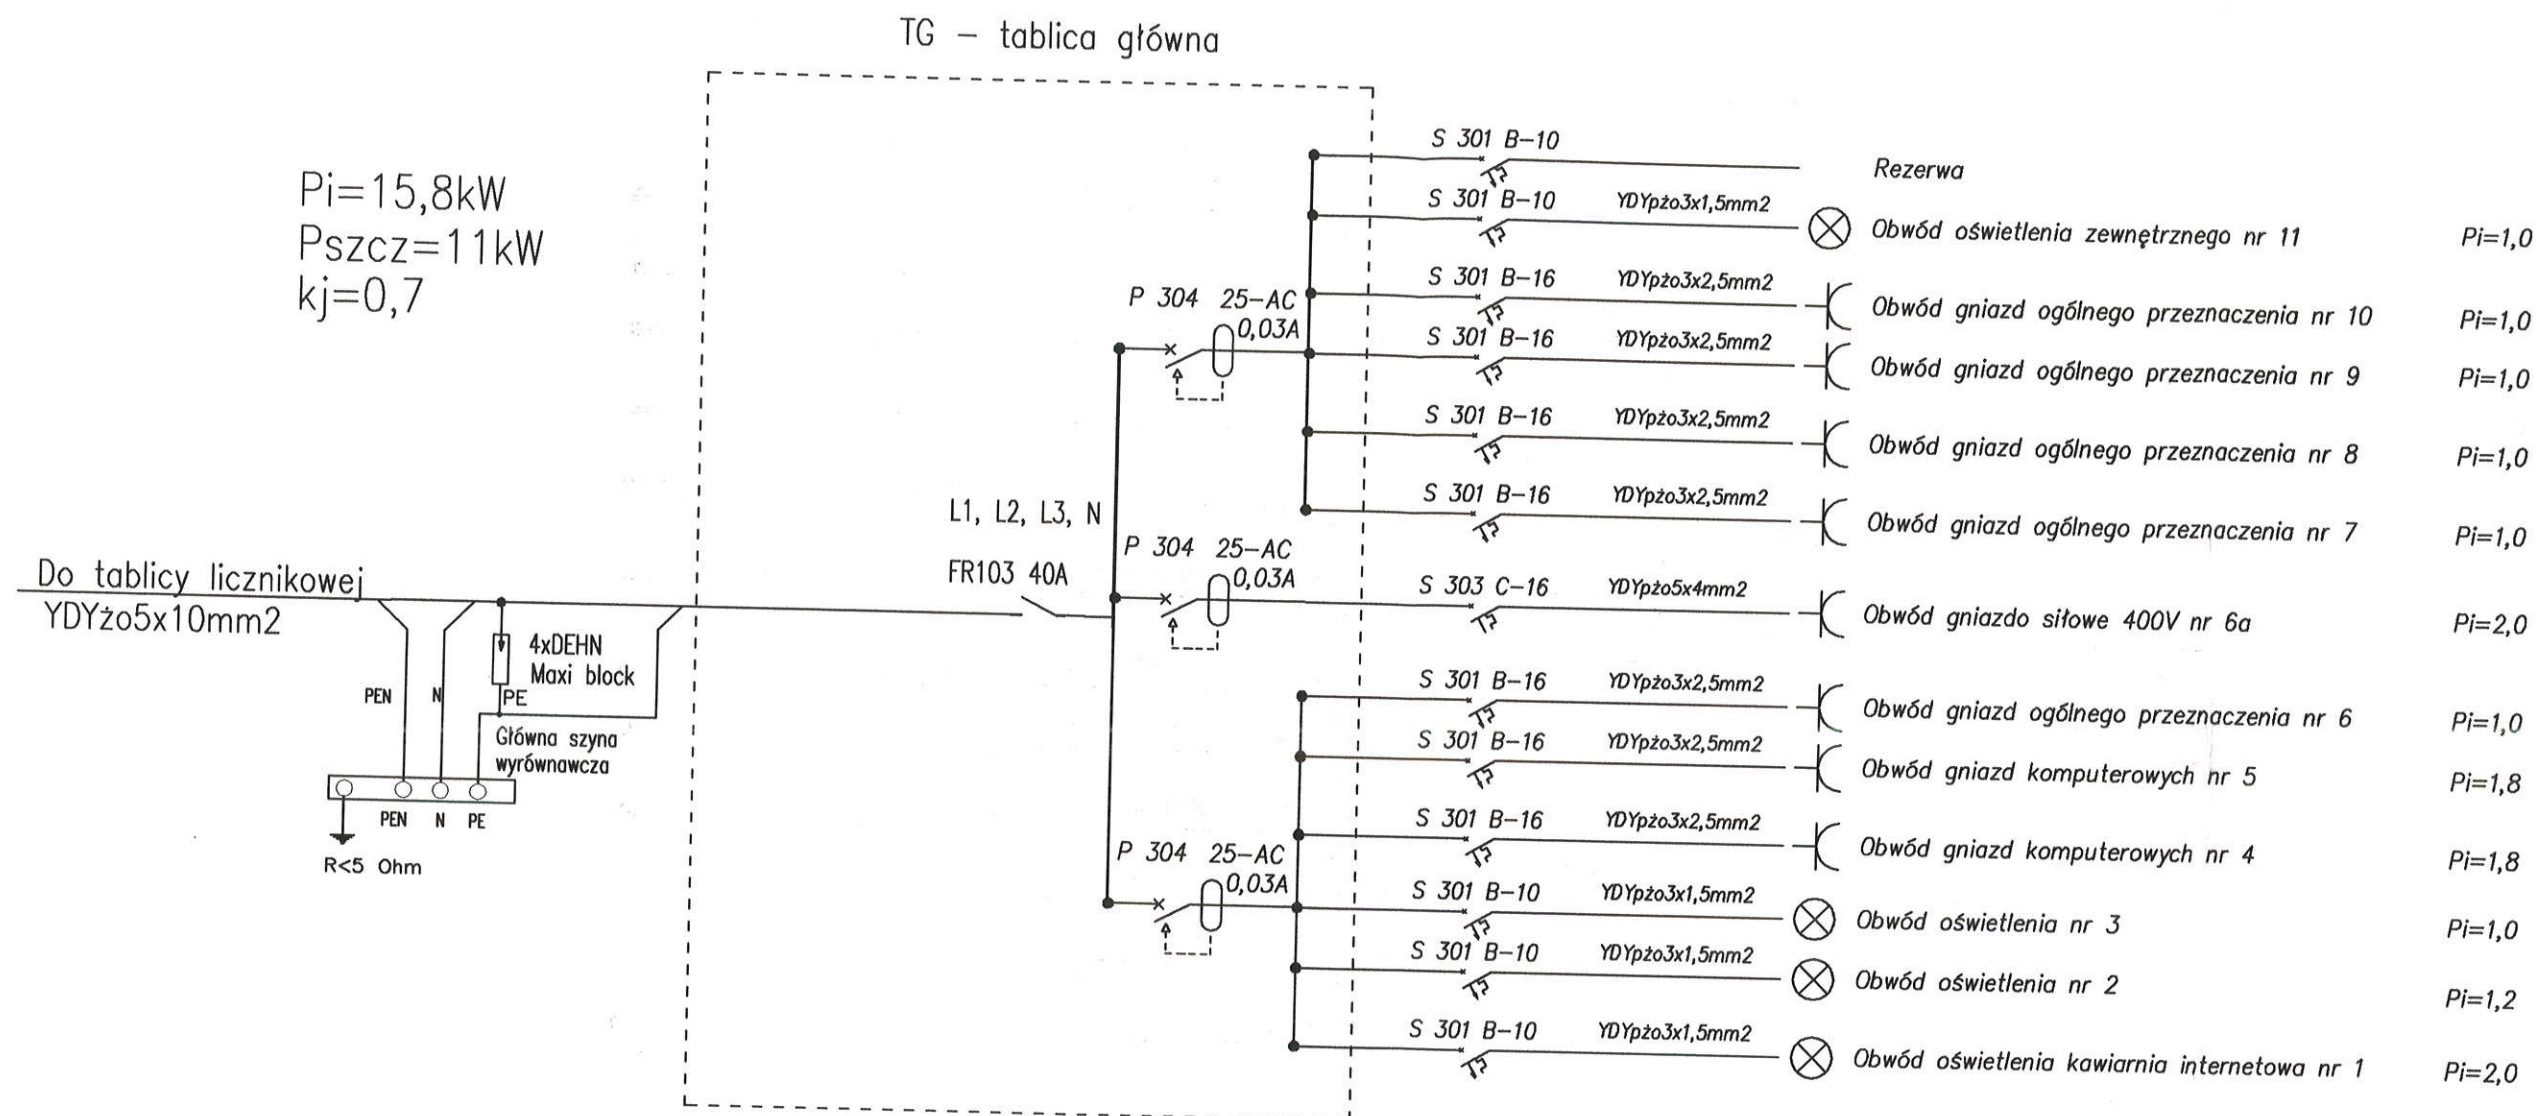 TG – tablica główna
Pi=15,8kW
Pszcz=11kW
kj=0,7
S 301 B–10
Rezerwa
S 301 B–10 YDYpżo3x1,5mm2 Obwód oświetlenia zewnętrznego nr 11 Pi=1,0
P 304 25–AC
0,03A
S 301 B–16 YDYpżo3x2,5mm2 Obwód gniazd ogólnego przeznaczenia nr 10 Pi=1,0
S 301 B–16 YDYpżo3x2,5mm2 Obwód gniazd ogólnego przeznaczenia nr 9 Pi=1,0
S 301 B–16 YDYpżo3x2,5mm2 Obwód gniazd ogólnego przeznaczenia nr 8 Pi=1,0
S 301 B–16 YDYpżo3x2,5mm2 Obwód gniazd ogólnego przeznaczenia nr 7 Pi=1,0
L1, L2, L3, N
FR103 40A
P 304 25–AC
0,03A
S 303 C–16 YDYpżo5x4mm2 Obwód gniazdo siłowe 400V nr 6a Pi=2,0
Do tablicy licznikowej
YDYżo5x10mm2
4xDEHN
Maxi block
PEN N PE
Główna szyna
wyrównawcza
PEN N PE
R<5 Ohm
S 301 B–16 YDYpżo3x2,5mm2 Obwód gniazd ogólnego przeznaczenia nr 6 Pi=1,0
S 301 B–16 YDYpżo3x2,5mm2 Obwód gniazd komputerowych nr 5 Pi=1,8
S 301 B–16 YDYpżo3x2,5mm2 Obwód gniazd komputerowych nr 4 Pi=1,8
P 304 25–AC
0,03A
S 301 B–10 YDYpżo3x1,5mm2 Obwód oświetlenia nr 3 Pi=1,0
S 301 B–10 YDYpżo3x1,5mm2 Obwód oświetlenia nr 2 Pi=1,2
S 301 B–10 YDYpżo3x1,5mm2 Obwód oświetlenia kawiarnia internetowa nr 1 Pi=2,0